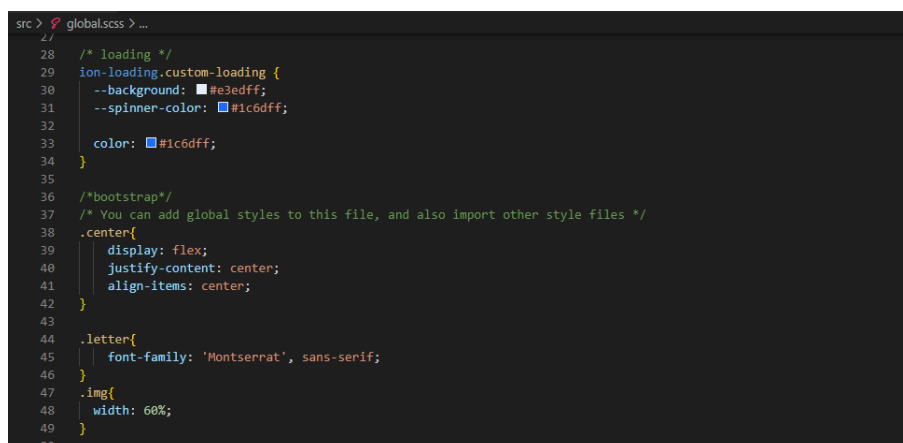 src > global.scss > ...
27
28 /* loading */
29 ion-loading.custom-loading {
30 --background: #e3edff;
31 --spinner-color: #1c6dff;
32
33 color: #1c6dff;
34 }
35
36 /*bootstrap*/
37 /* You can add global styles to this file, and also import other style files */
38 .center{
39 display: flex;
40 justify-content: center;
41 align-items: center;
42 }
43
44 .letter{
45 font-family: 'Montserrat', sans-serif;
46 }
47 .img{
48 width: 60%;
49 }